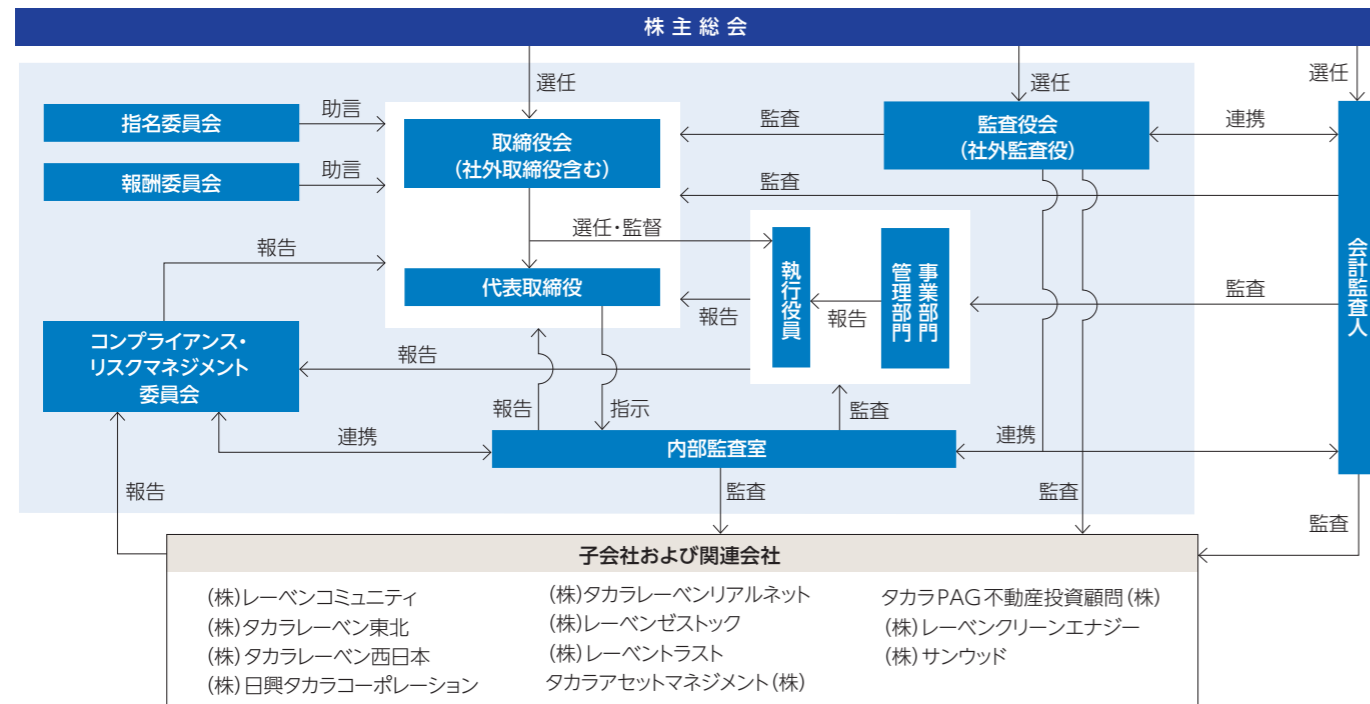 株主総会
選任
選任
選任
指名委員会
助言
報酬委員会
助言
取締役会
(社外取締役含む)
監査
監査役会
(社外監査役)
連携
監査
選任・監督
代表取締役
報告
執行役員
報告
事業部門
管理部門
監査
会計監査人
報告
コンプライアンス・
リスクマネジメント
委員会
報告
報告
指示
監査
連携
内部監査室
連携
報告
監査
監査
監査
子会社および関連会社
(株)レーベンコミュニティ
(株)タカラレーベン東北
(株)タカラレーベン西日本
(株)日興タカラコーポレーション
(株)タカラレーベンリアルネット
(株)レーベンゼストック
(株)レーベントラスト
タカラアセットマネジメント(株)
タカラPAG不動産投資顧問(株)
(株)レーベンクリーンエナジー
(株)サンウッド